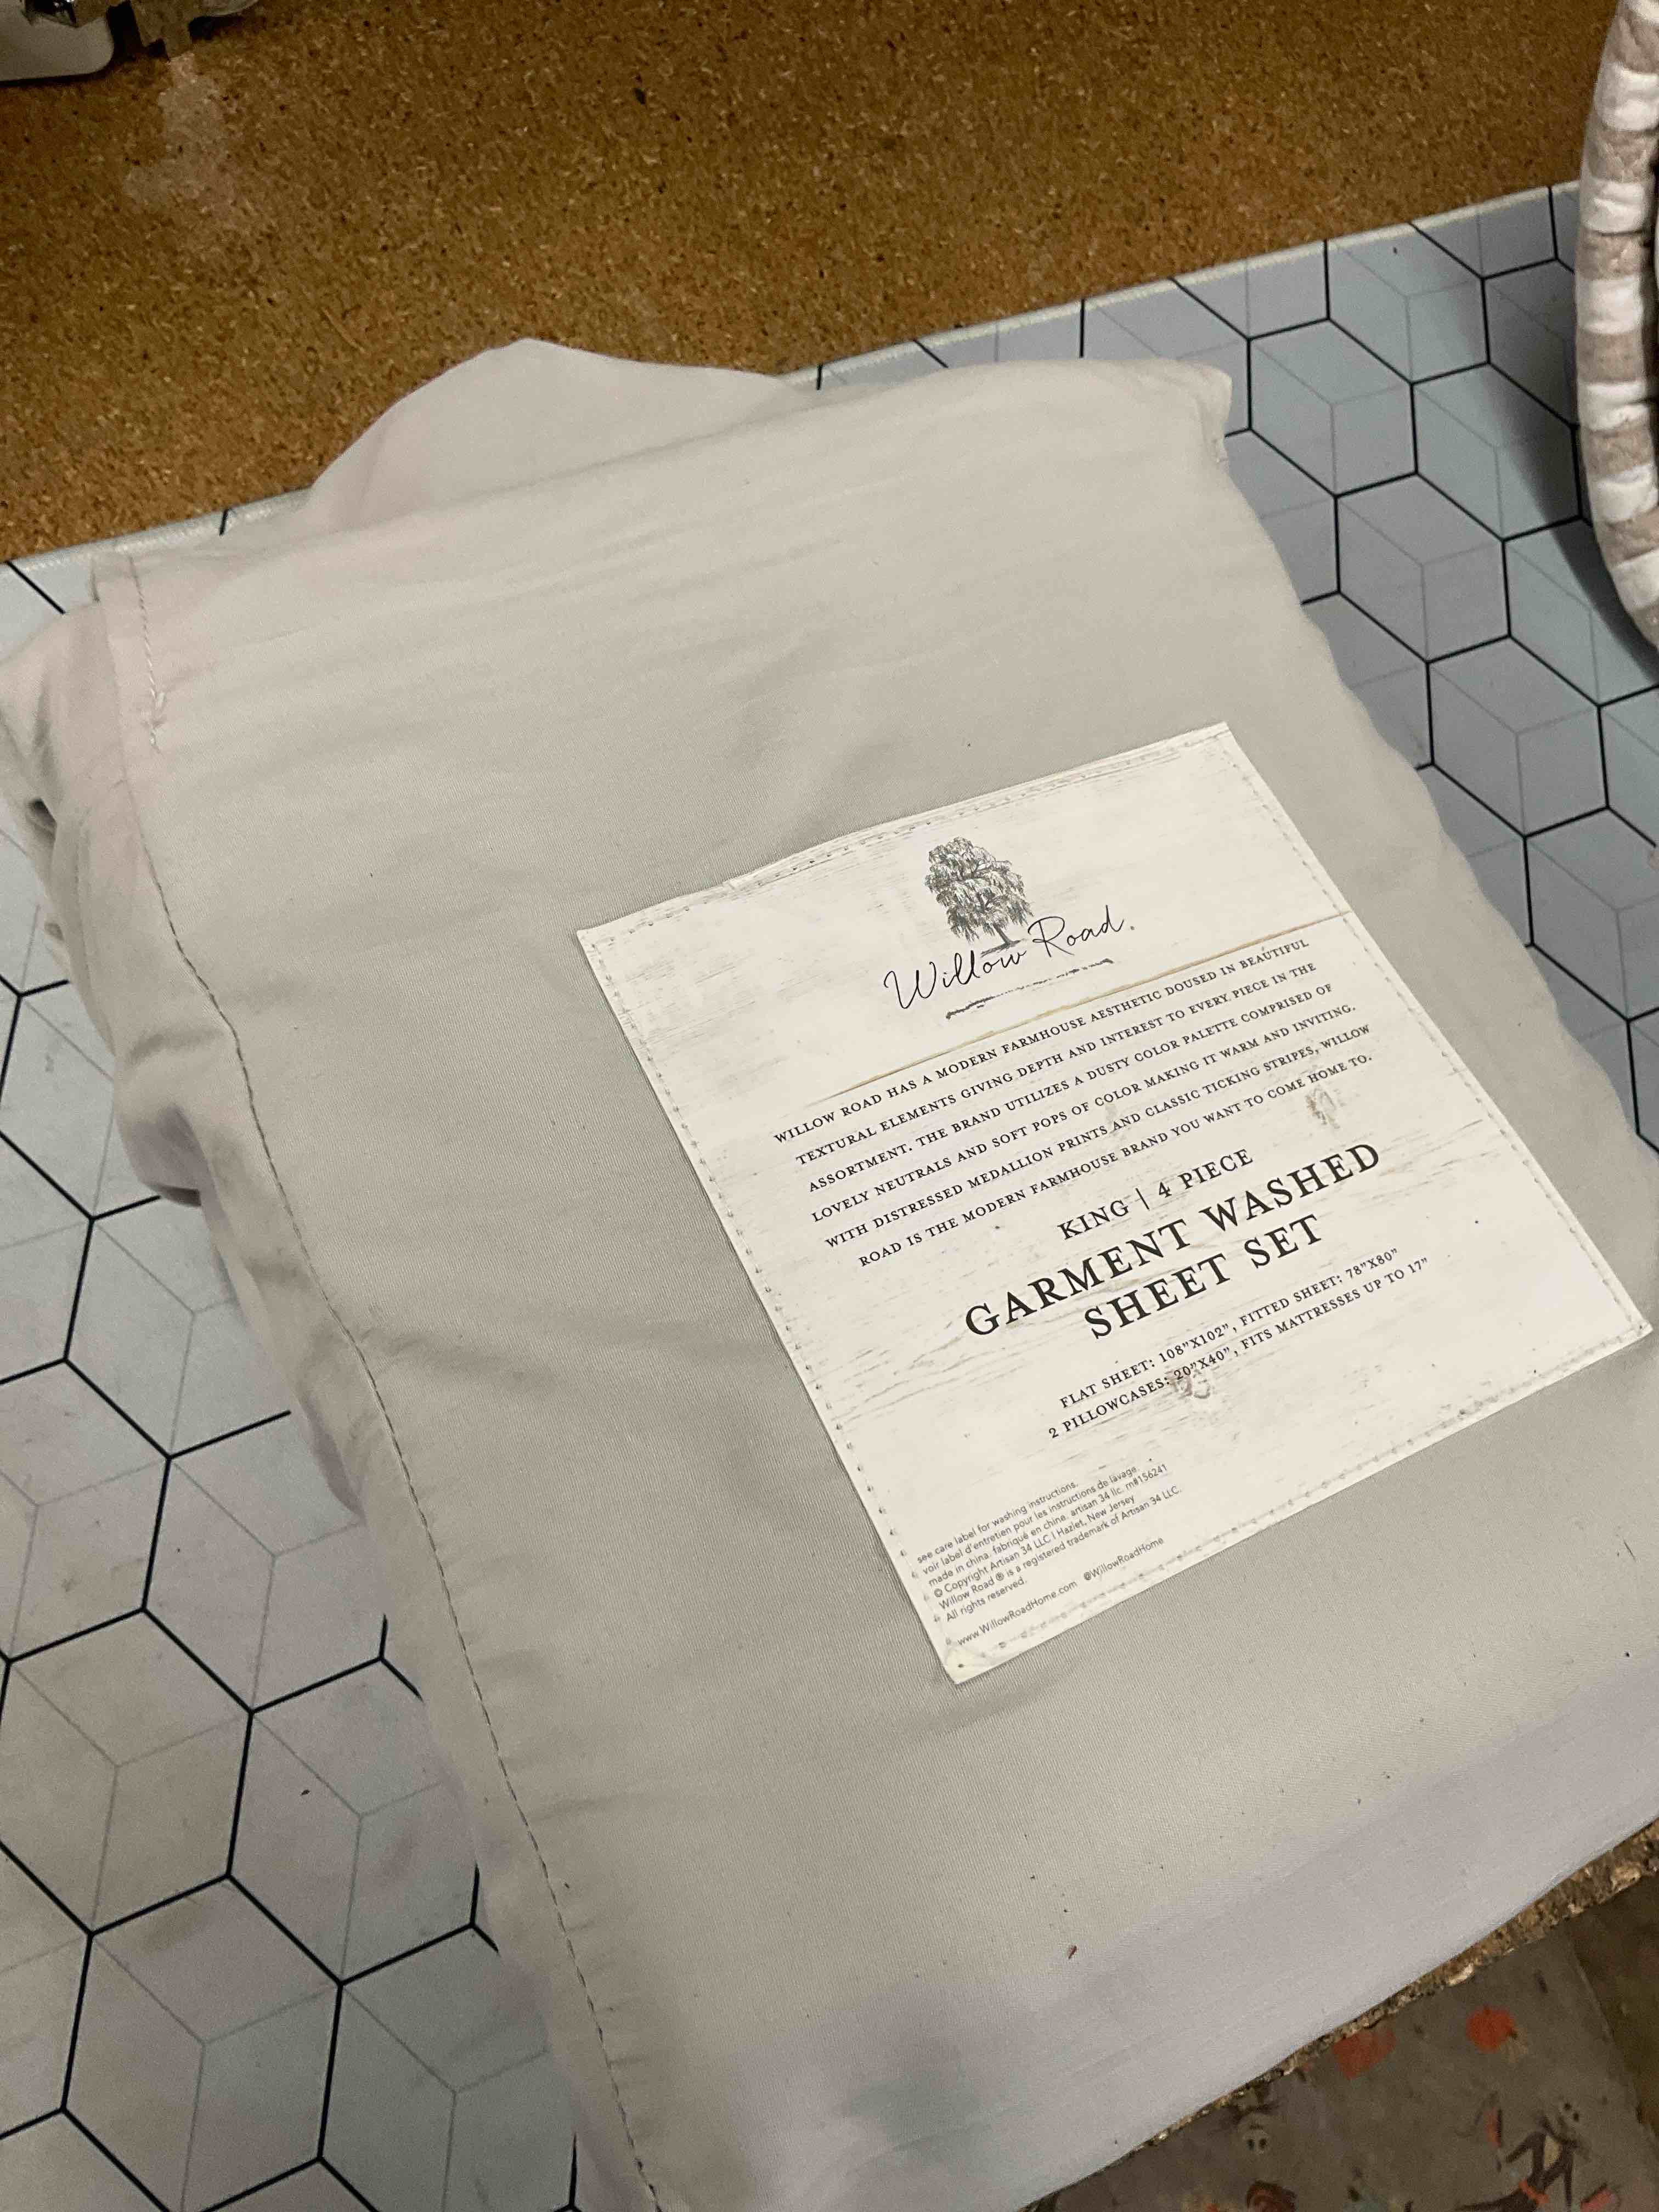 Willow Road.
WILLOW ROAD HAS A MODERN FARMHOUSE AESTHETIC DOUSED IN BEAUTIFUL
TEXTURAL ELEMENTS GIVING DEPTH AND INTEREST TO EVERY PIECE IN THE
ASSORTMENT. THE BRAND UTILIZES A DUSTY COLOR PALETTE COMPRISED OF
LOVELY NEUTRALS AND SOFT POPS OF COLOR MAKING IT WARM AND INVITING.
WITH DISTRESSED MEDALLION PRINTS AND CLASSIC TICKING STRIPES, WILLOW
ROAD IS THE MODERN FARMHOUSE BRAND YOU WANT TO COME HOME TO.
KING | 4 PIECE
GARMENT WASHED
SHEET SET
FLAT SHEET: 108"X102", FITTED SHEET: 78"X80"
2 PILLOWCASES: 20"X40", FITS MATTRESSES UP TO 17"
see care label for washing instructions.
voir label d'entretien pour les instructions de lavage.
made in china. fabriqué en chine. artisan 34 llc. rn#156241
© Copyright Artisan 34 LLC | Hazlet, New Jersey
Willow Road ® is a registered trademark of Artisan 34 LLC.
All rights reserved.
www.WillowRoadHome.com @WillowRoadHome